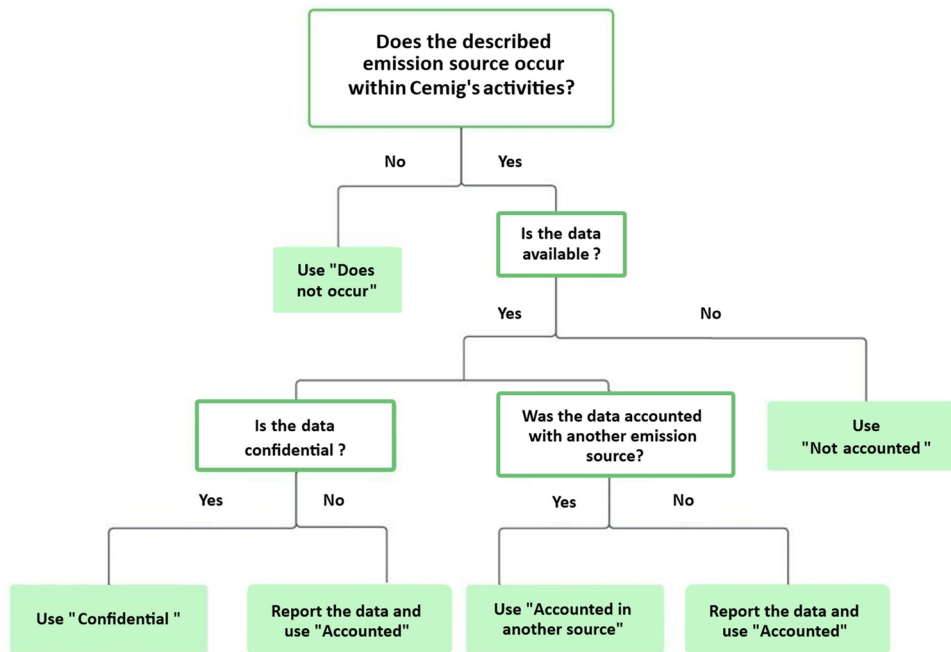 Does the described
emission source occur
within Cemig's activities?
No
Yes
Is the data
available ?
Use "Does
not occur"
Yes
No
Is the data
confidential ?
Was the data accounted
with another emission
source?
Use
"Not accounted "
Yes
No
Yes
No
Use "Confidential "
Report the data and
use "Accounted"
Use "Accounted in
another source"
Report the data and
use "Accounted"